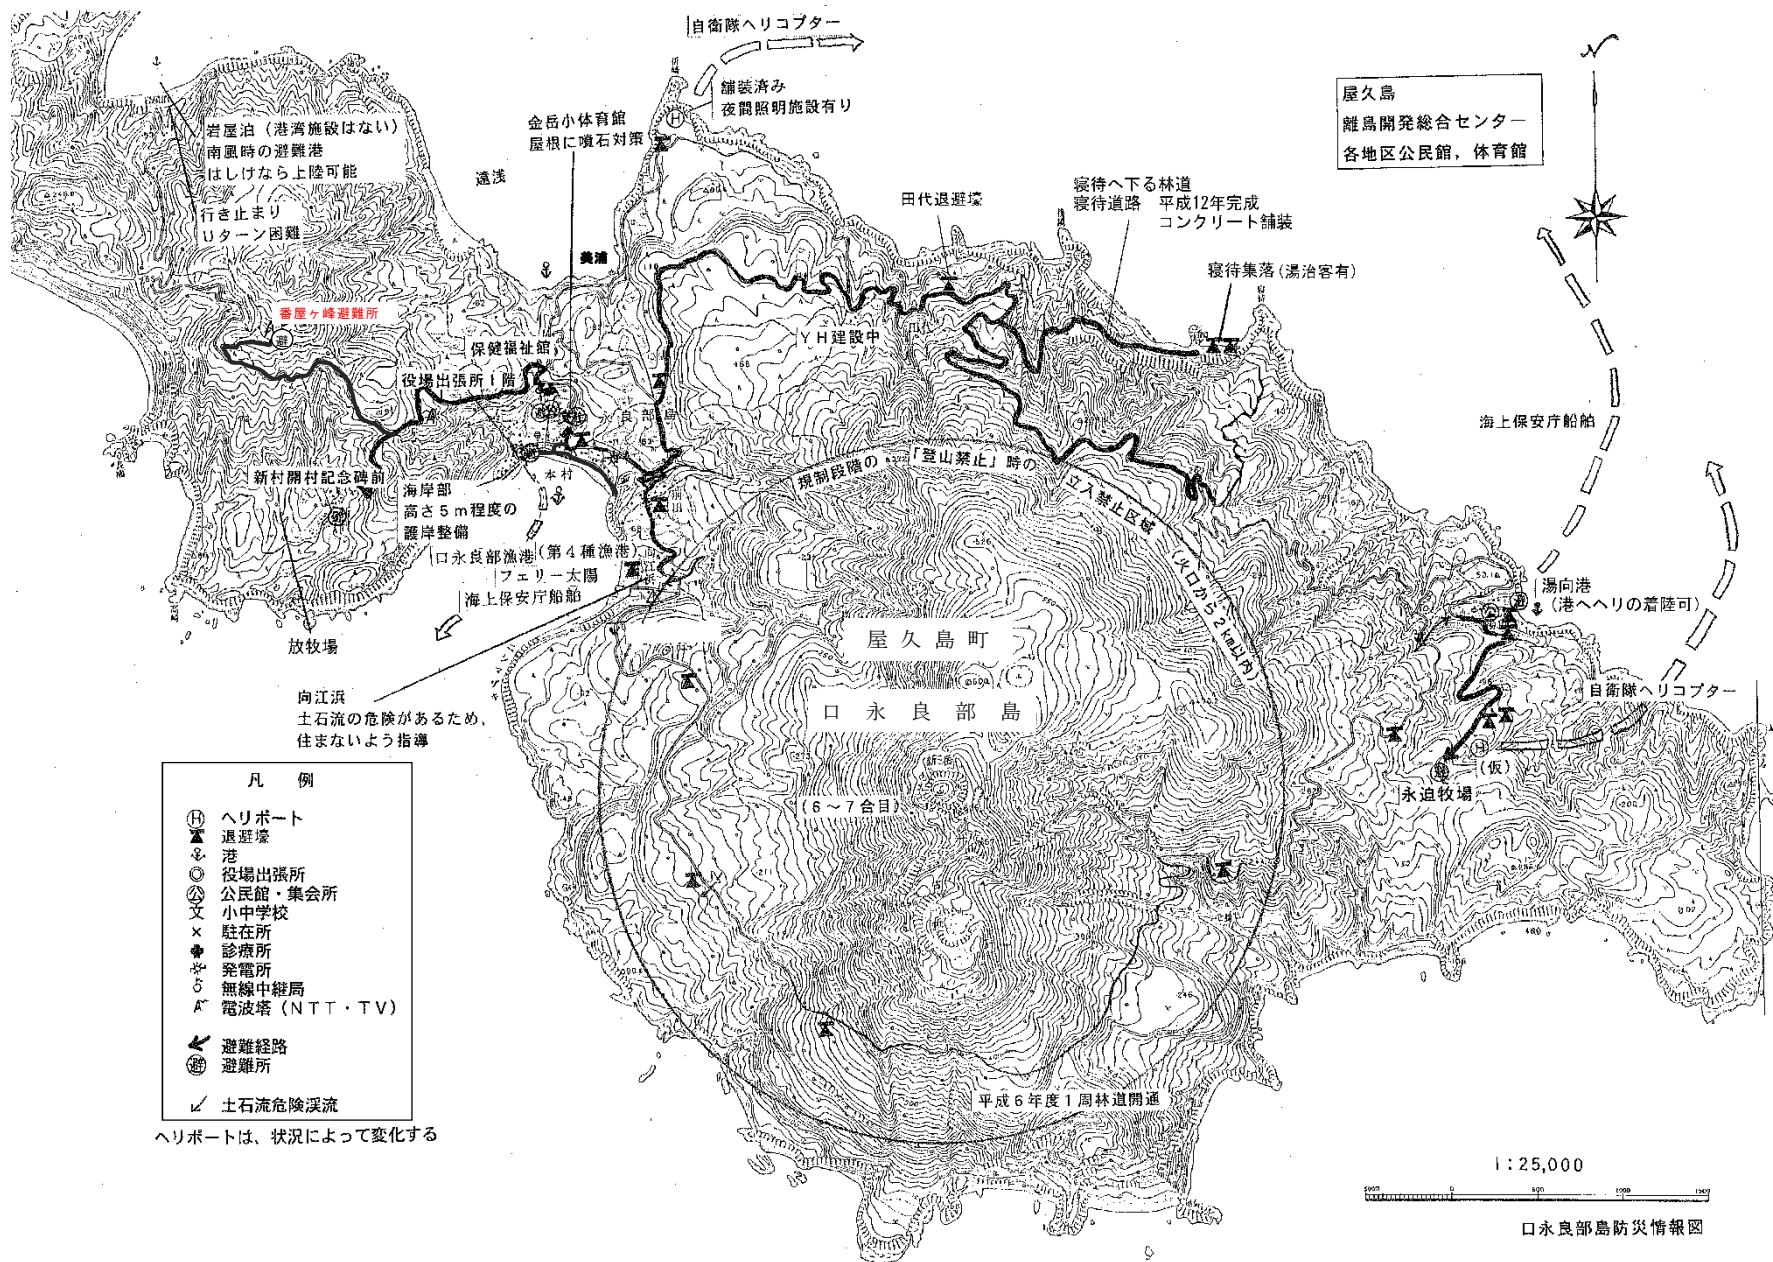 自衛隊ヘリコプター
舗装済み
夜間照明施設有り
金岳小体育館
屋根に噴石対策
岩屋泊（港湾施設はない）
南風時の避難港
はしけなら上陸可能
行き止まり
Uターン困難
遠浅
美浦
屋久島
離島開発総合センター
各地区公民館，体育館
田代退避壕
寝待へ下る林道
寝待道路　平成12年完成
コンクリート舗装
寝待集落(湯治客有)
番屋ヶ峰避難所
避
保健福祉館
役場出張所１階
ＹＨ建設中
永良部島
海上保安庁船舶
新村開村記念碑前
本村
海岸部
高さ５ｍ程度の
護岸整備
口永良部漁港(第４種漁港)
フェリー太陽
海上保安庁船舶
放牧場
規制段階の「登山禁止」時の立入禁止区域（火口から２km以内）
湯向港
（港へヘリの着陸可）
屋久島町
口永良部島
自衛隊ヘリコプター
向江浜
土石流の危険があるため、
住まないよう指導
新岳
（６～７合目）
H
（仮）
永迫牧場
凡　例
Ⓗ ヘリポート
退避壕
港
◎ 役場出張所
公 公民館・集会所
文 小中学校
× 駐在所
診療所
発電所
無線中継局
電波塔（ＮＴＴ・ＴＶ）
避難経路
避 避難所
土石流危険渓流
ヘリポートは、状況によって変化する
平成６年度１周林道開通
1：25,000
500m 0 500 1000 1500
口永良部島防災情報図